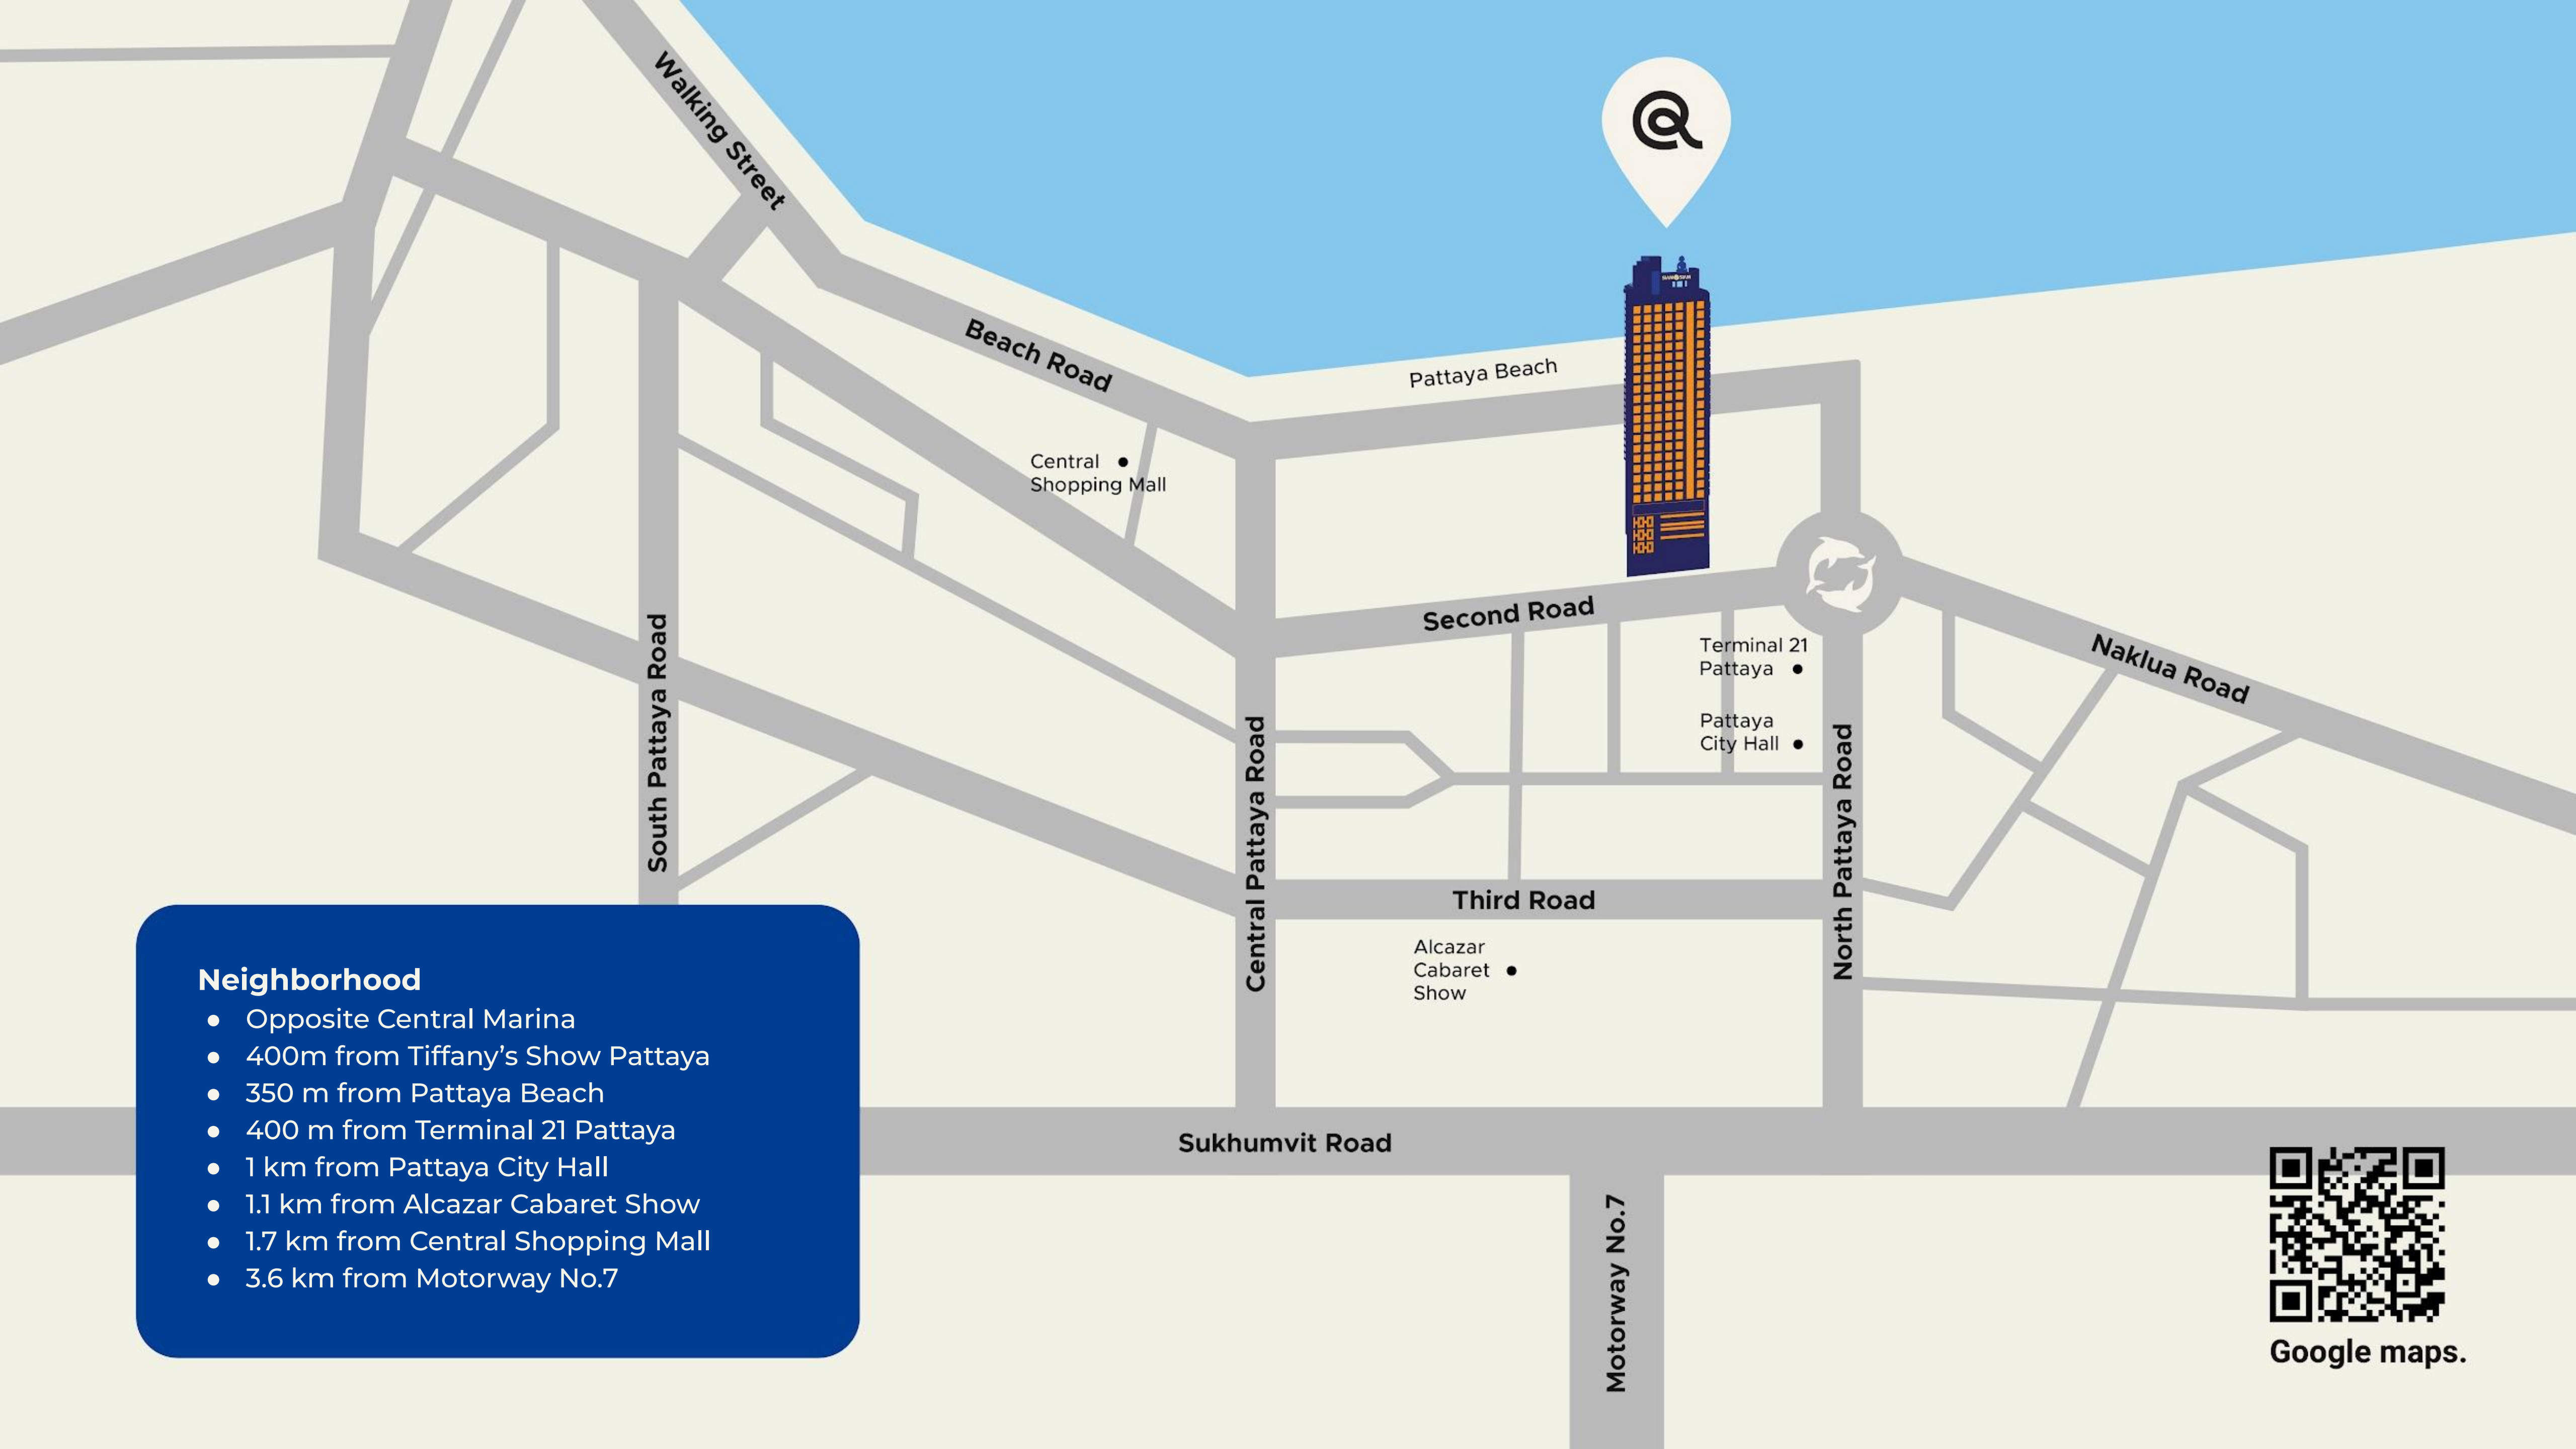 Walking Street
Beach Road
Pattaya Beach
Central
Shopping Mall
Second Road
Terminal 21
Pattaya
Pattaya
City Hall
Naklua Road
South Pattaya Road
Central Pattaya Road
North Pattaya Road
Third Road
Alcazar
Cabaret
Show
Sukhumvit Road
Motorway No.7
Neighborhood
• Opposite Central Marina
• 400m from Tiffany's Show Pattaya
• 350 m from Pattaya Beach
• 400 m from Terminal 21 Pattaya
• 1 km from Pattaya City Hall
• 1.1 km from Alcazar Cabaret Show
• 1.7 km from Central Shopping Mall
• 3.6 km from Motorway No.7
Google maps.